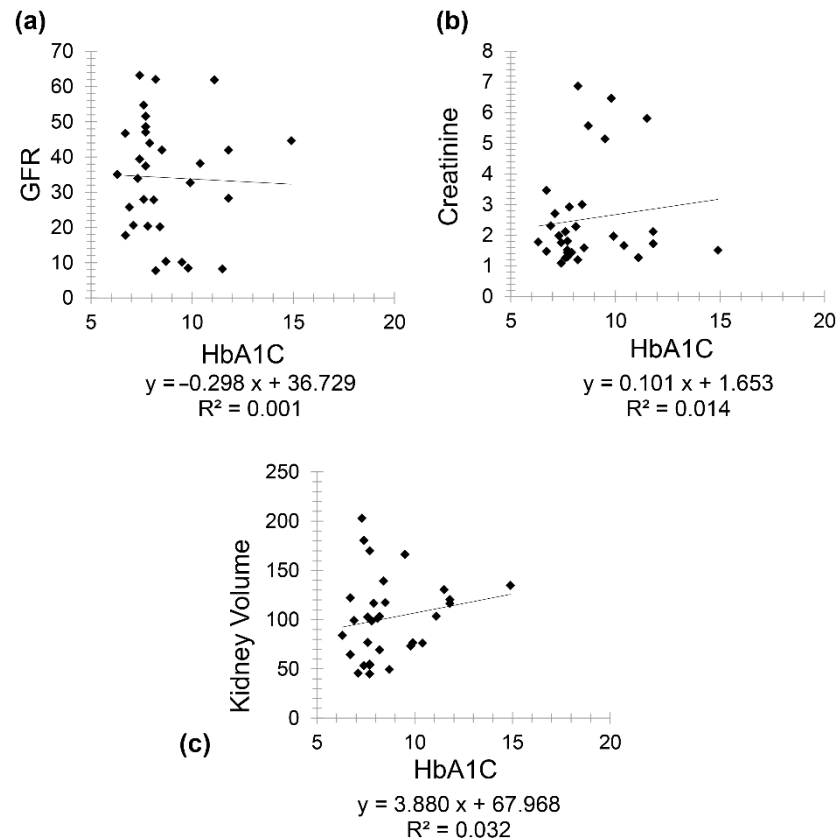 (a)
70
60
50
40
30
20
10
0
GFR
5 10 15 20
HbA1C
y = –0.298 x + 36.729
R² = 0.001
(b)
8
7
6
5
4
3
2
1
0
Creatinine
5 10 15 20
HbA1C
y = 0.101 x + 1.653
R² = 0.014
250
200
150
100
50
0
Kidney Volume
5 10 15 20
(c)
HbA1C
y = 3.880 x + 67.968
R² = 0.032